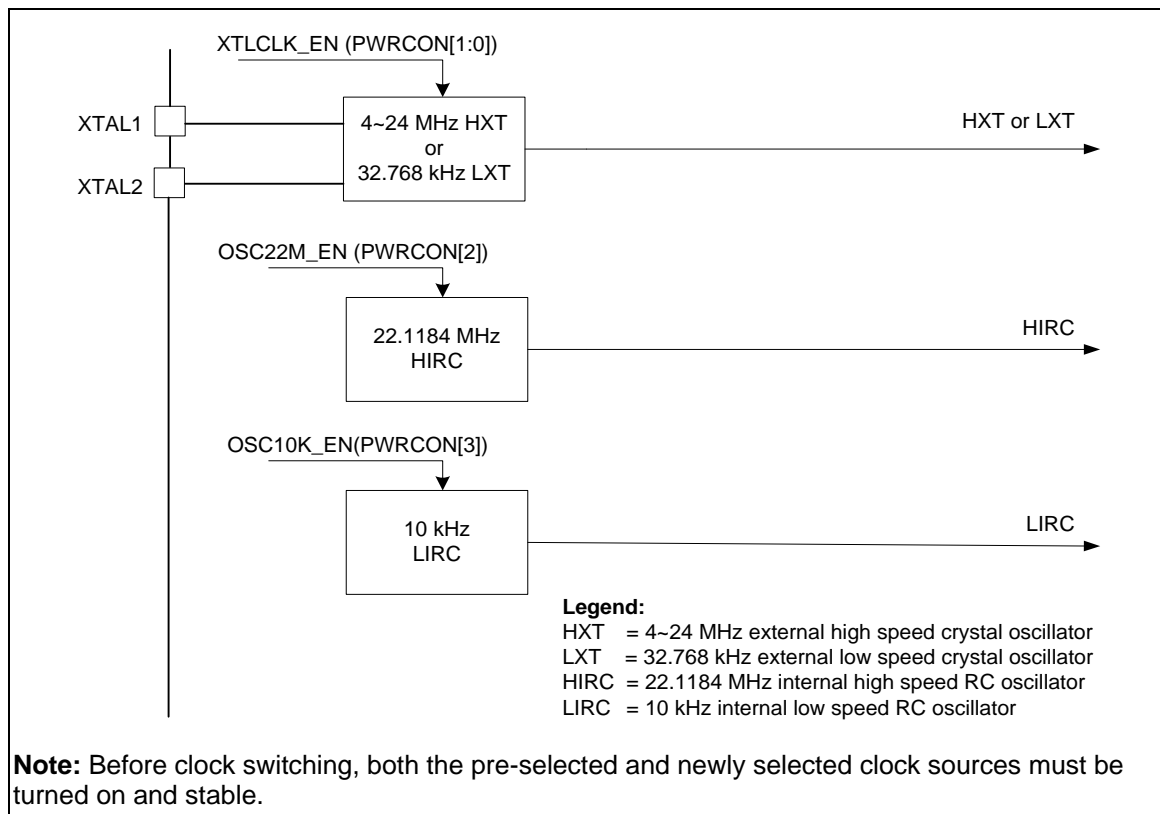 XTLCLK_EN (PWRCON[1:0])
XTAL1
XTAL2
4~24 MHz HXT
or
32.768 kHz LXT
HXT or LXT
OSC22M_EN (PWRCON[2])
22.1184 MHz
HIRC
HIRC
OSC10K_EN(PWRCON[3])
10 kHz
LIRC
LIRC
Legend:
HXT = 4~24 MHz external high speed crystal oscillator
LXT = 32.768 kHz external low speed crystal oscillator
HIRC = 22.1184 MHz internal high speed RC oscillator
LIRC = 10 kHz internal low speed RC oscillator
Note: Before clock switching, both the pre-selected and newly selected clock sources must be
turned on and stable.